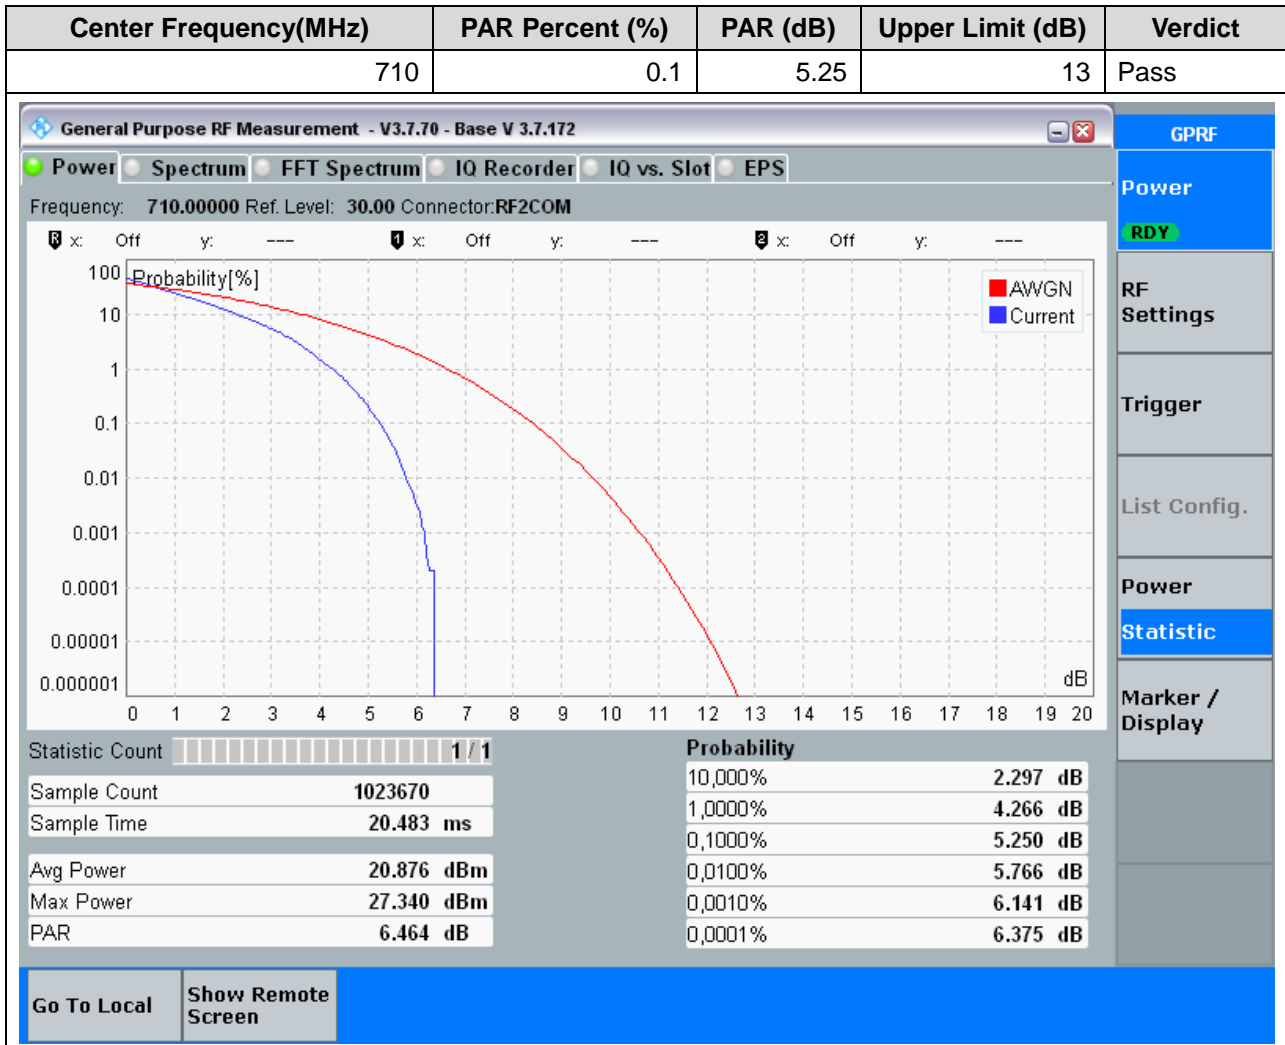 Center Frequency(MHz) PAR Percent (%) PAR (dB) Upper Limit (dB) Verdict
710 0.1 5.25 13 Pass
General Purpose RF Measurement - V3.7.70 - Base V 3.7.172
GPRF
Power Spectrum FFT Spectrum IQ Recorder IQ vs. Slot EPS
Frequency: 710.00000 Ref. Level: 30.00 Connector:RF2COM
Power
RDY
R x: Off y: --- 1 x: Off y: --- 2 x: Off y: ---
Probability[%]
AWGN
Current
100
10
1
0.1
0.01
0.001
0.0001
0.00001
0.000001
dB
0 1 2 3 4 5 6 7 8 9 10 11 12 13 14 15 16 17 18 19 20
RF
Settings
Trigger
List Config.
Power
Statistic
Marker /
Display
Statistic Count 1 / 1
Sample Count 1023670
Sample Time 20.483 ms
Avg Power 20.876 dBm
Max Power 27.340 dBm
PAR 6.464 dB
Probability
10,000% 2.297 dB
1,0000% 4.266 dB
0,1000% 5.250 dB
0,0100% 5.766 dB
0,0010% 6.141 dB
0,0001% 6.375 dB
Go To Local
Show Remote
Screen